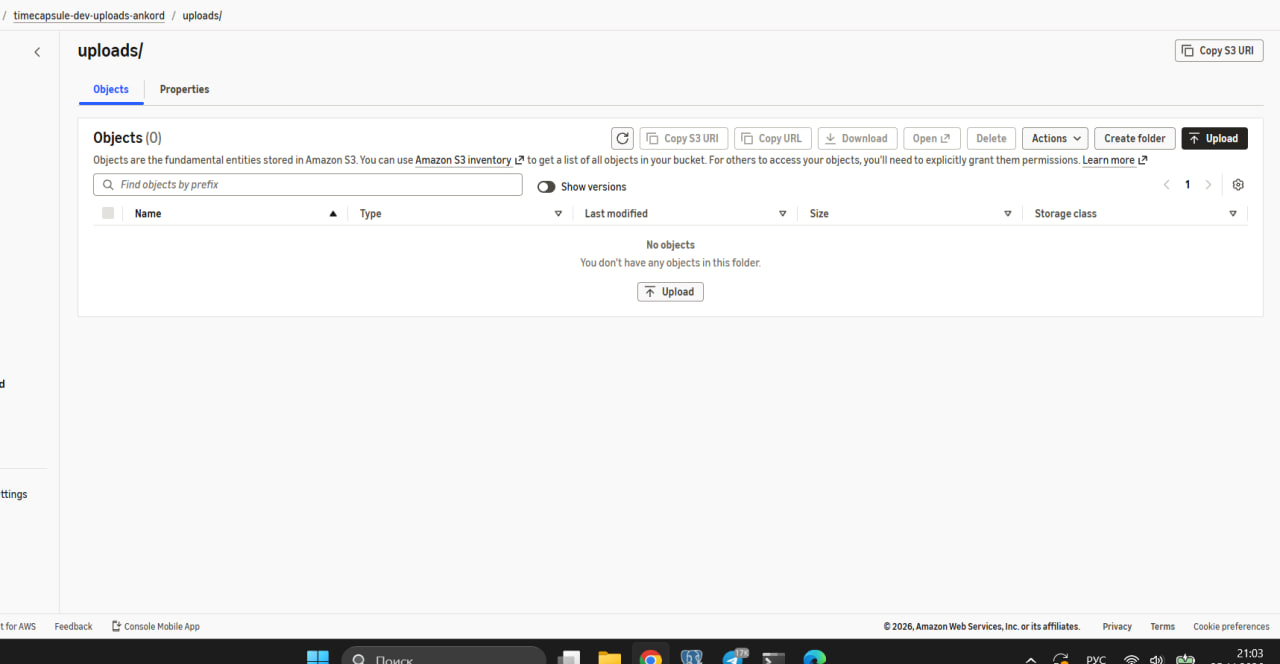 / timecapsule-dev-uploads-ankord / uploads/
uploads/
Copy S3 URI
Objects Properties
Objects (0)
Copy S3 URI Copy URL Download Open Delete Actions Create folder Upload
Objects are the fundamental entities stored in Amazon S3. You can use Amazon S3 inventory to get a list of all objects in your bucket. For others to access your objects, you'll need to explicitly grant them permissions. Learn more
Find objects by prefix Show versions 1
Name Type Last modified Size Storage class
No objects
You don't have any objects in this folder.
Upload
d
ttings
t for AWS Feedback Console Mobile App © 2026, Amazon Web Services, Inc. or its affiliates. Privacy Terms Cookie preferences
Поиск 17K РУС 21:03